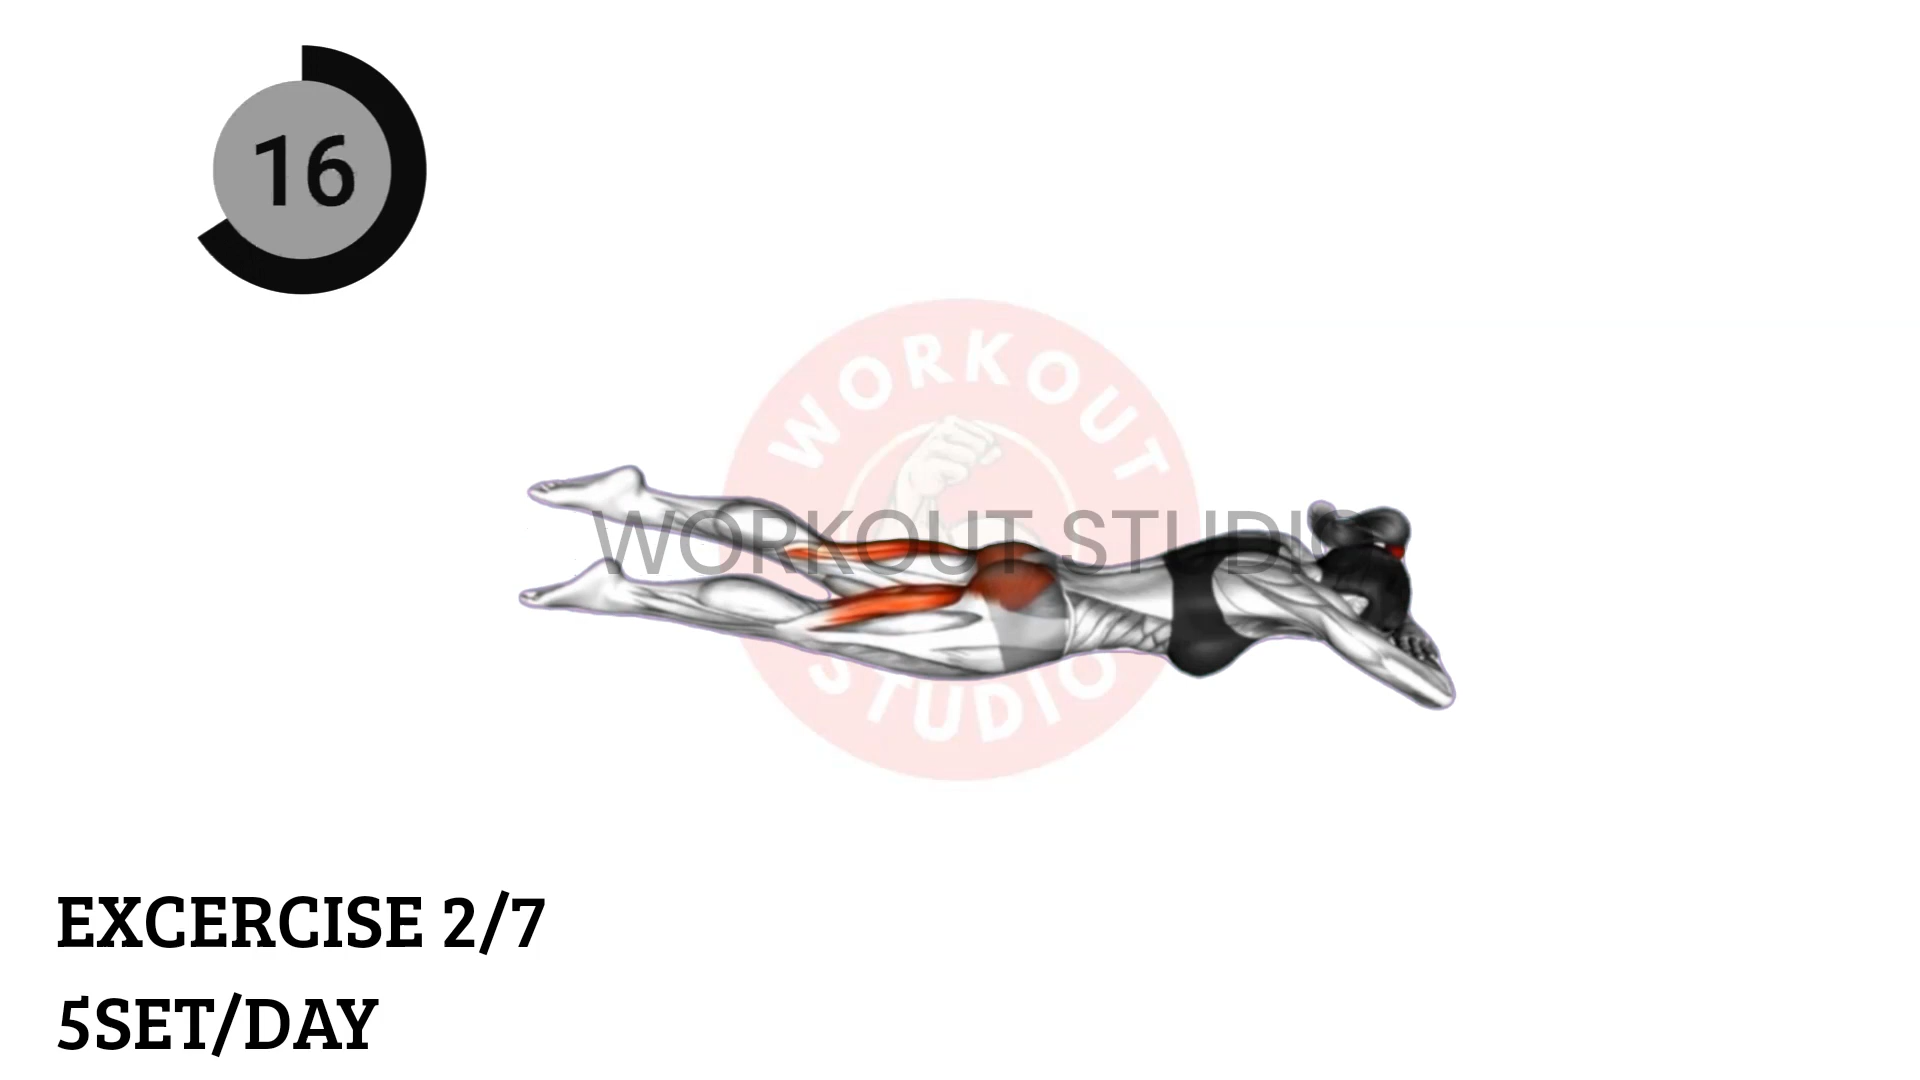 16
WORKOUT
WORKOUT STUDIO
STUDIO
EXCERCISE 2/7
5SET/DAY